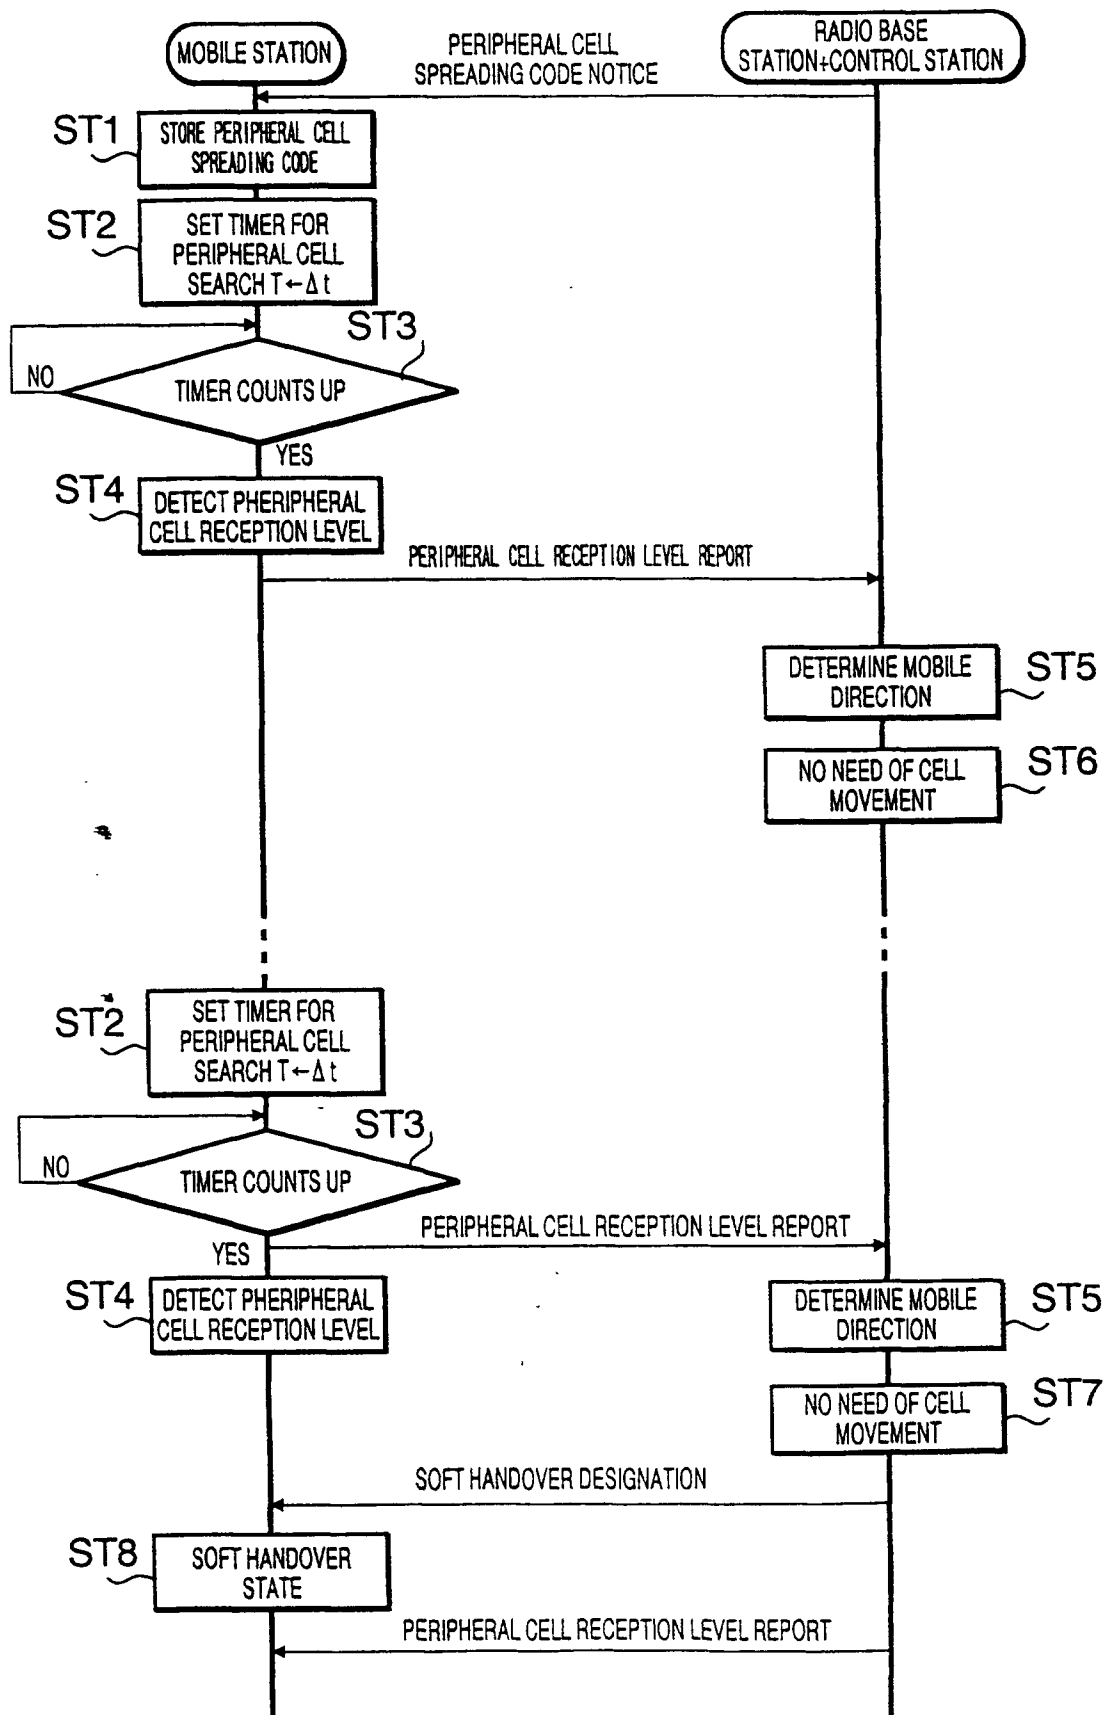 MOBILE STATION
PERIPHERAL CELL
SPREADING CODE NOTICE
RADIO BASE
STATION+CONTROL STATION
ST1
STORE PERIPHERAL CELL
SPREADING CODE
ST2
SET TIMER FOR
PERIPHERAL CELL
SEARCH T←Δt
ST3
NO
TIMER COUNTS UP
YES
ST4
DETECT PHERIPHERAL
CELL RECEPTION LEVEL
PERIPHERAL CELL RECEPTION LEVEL REPORT
DETERMINE MOBILE
DIRECTION
ST5
NO NEED OF CELL
MOVEMENT
ST6
ST2
SET TIMER FOR
PERIPHERAL CELL
SEARCH T←Δt
ST3
NO
TIMER COUNTS UP
PERIPHERAL CELL RECEPTION LEVEL REPORT
YES
ST4
DETECT PHERIPHERAL
CELL RECEPTION LEVEL
DETERMINE MOBILE
DIRECTION
ST5
NO NEED OF CELL
MOVEMENT
ST7
SOFT HANDOVER DESIGNATION
ST8
SOFT HANDOVER
STATE
PERIPHERAL CELL RECEPTION LEVEL REPORT